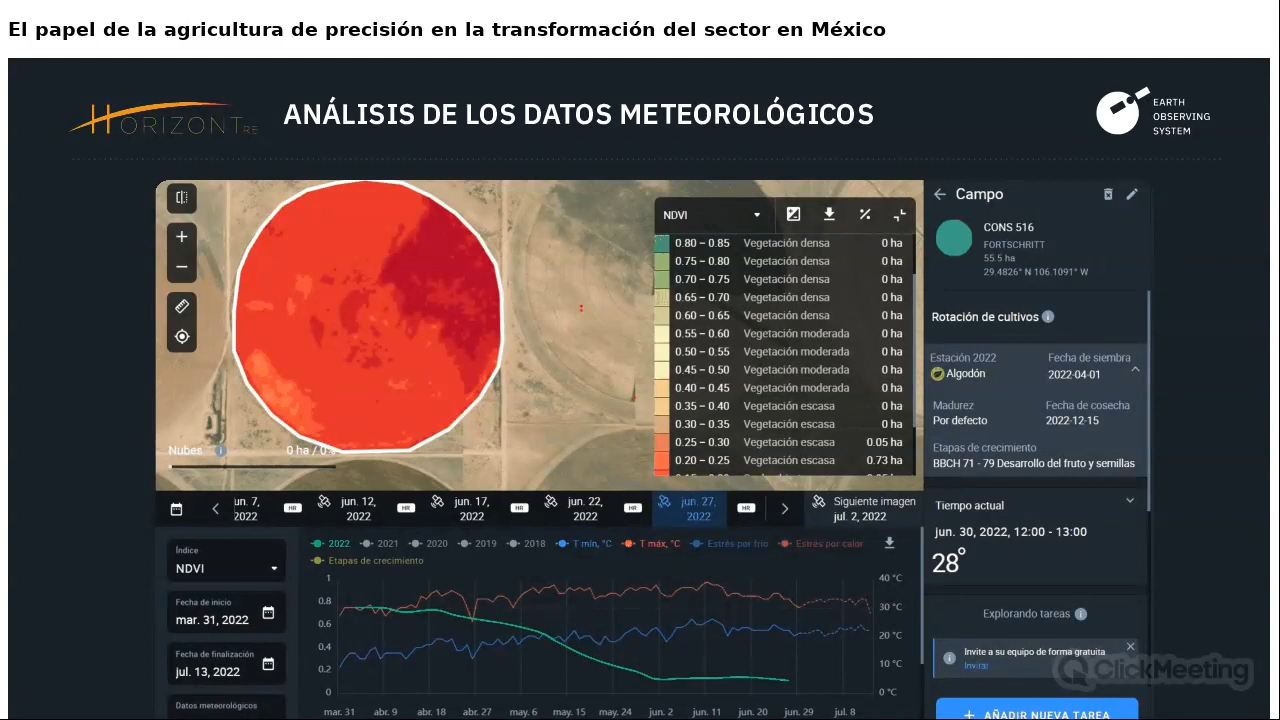 El papel de la agricultura de precisión en la transformación del sector en México
HORIZONT RE
ANÁLISIS DE LOS DATOS METEOROLÓGICOS
EARTH
OBSERVING
SYSTEM
NDVI
0.80 – 0.85 Vegetación densa 0 ha
0.75 – 0.80 Vegetación densa 0 ha
0.70 – 0.75 Vegetación densa 0 ha
0.65 – 0.70 Vegetación densa 0 ha
0.60 – 0.65 Vegetación densa 0 ha
0.55 – 0.60 Vegetación moderada 0 ha
0.50 – 0.55 Vegetación moderada 0 ha
0.45 – 0.50 Vegetación moderada 0 ha
0.40 – 0.45 Vegetación moderada 0 ha
0.35 – 0.40 Vegetación escasa 0 ha
0.30 – 0.35 Vegetación escasa 0 ha
0.25 – 0.30 Vegetación escasa 0.05 ha
0.20 – 0.25 Vegetación escasa 0.73 ha
Nubes 0 ha / 0%
Campo
CONS 516
FORTSCHRITT
55.5 ha
29.4826° N 106.1091° W
Rotación de cultivos
Estación 2022 Fecha de siembra
Algodón 2022-04-01
Madurez Fecha de cosecha
Por defecto 2022-12-15
Etapas de crecimiento
BBCH 71 - 79 Desarrollo del fruto y semillas
Tiempo actual
jun. 30, 2022, 12:00 - 13:00
28°
Explorando tareas
Invite a su equipo de forma gratuita
Invitar
ClickMeeting
+ AÑADIR NUEVA TAREA
jun. 7, 2022 HR
jun. 12, 2022 HR
jun. 17, 2022 HR
jun. 22, 2022 HR
jun. 27, 2022 HR
Siguiente imagen
jul. 2, 2022
Índice
NDVI
Fecha de inicio
mar. 31, 2022
Fecha de finalización
jul. 13, 2022
Datos meteorológicos
2022 2021 2020 2019 2018 T mín, °C T máx, °C Estrés por frío Estrés por calor
Etapas de crecimiento
1 40 °C
0.8 30 °C
0.6
0.4 20 °C
0.2 10 °C
0 0 °C
mar. 31 abr. 9 abr. 18 abr. 27 may. 6 may. 15 may. 24 jun. 2 jun. 11 jun. 20 jun. 29 jul. 8